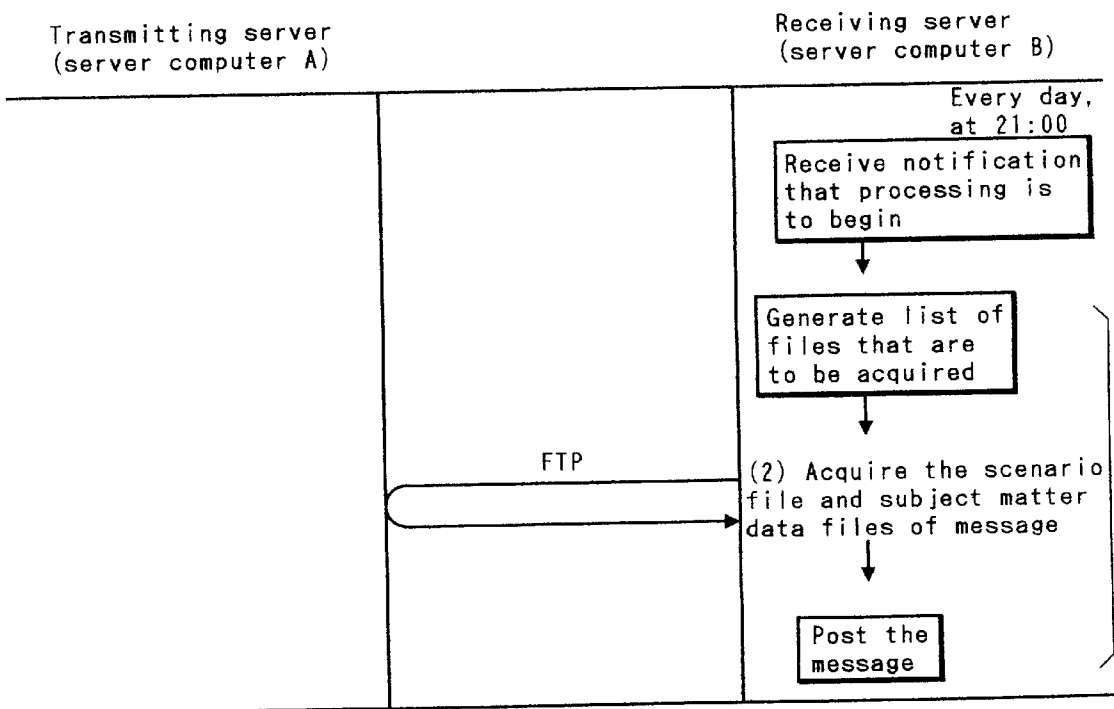 Transmitting server
(server computer A)
Receiving server
(server computer B)
Every day,
at 21:00
Receive notification
that processing is
to begin
Generate list of
files that are
to be acquired
FTP
(2) Acquire the scenario
file and subject matter
data files of message
Post the
message